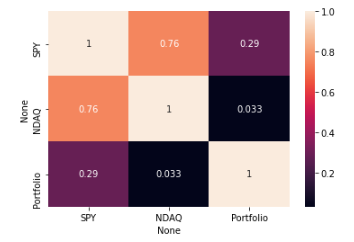 SPY 1 0.76 0.29
NDAQ 0.76 1 0.033
Portfolio 0.29 0.033 1
None
SPY NDAQ Portfolio
None
1.0
0.8
0.6
0.4
0.2